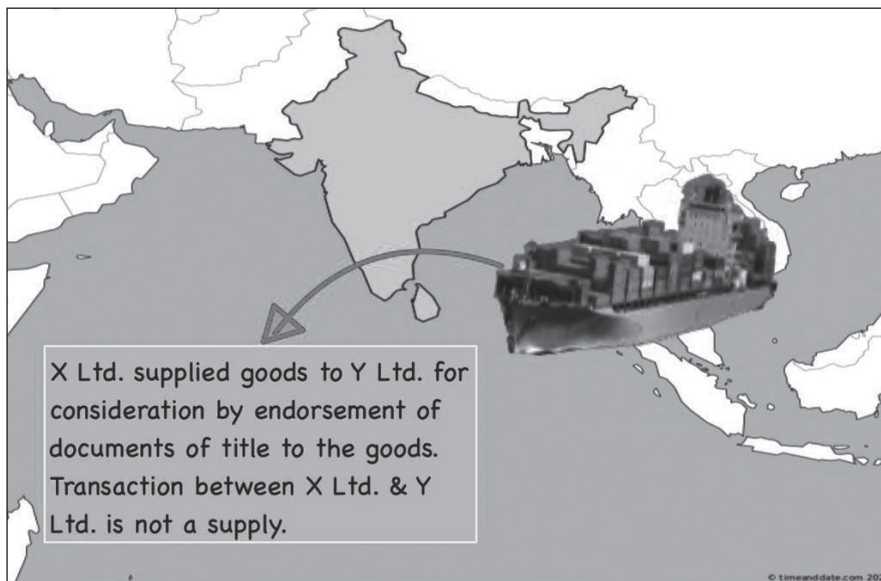 X Ltd. supplied goods to Y Ltd. for
consideration by endorsement of
documents of title to the goods.
Transaction between X Ltd. & Y
Ltd. is not a supply.
© timeanddate.com 202